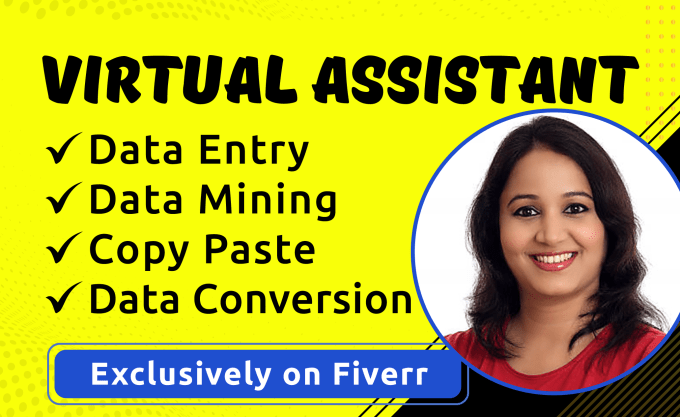 VIRTUAL ASSISTANT
✓ Data Entry
✓ Data Mining
✓ Copy Paste
✓ Data Conversion
Exclusively on Fiverr